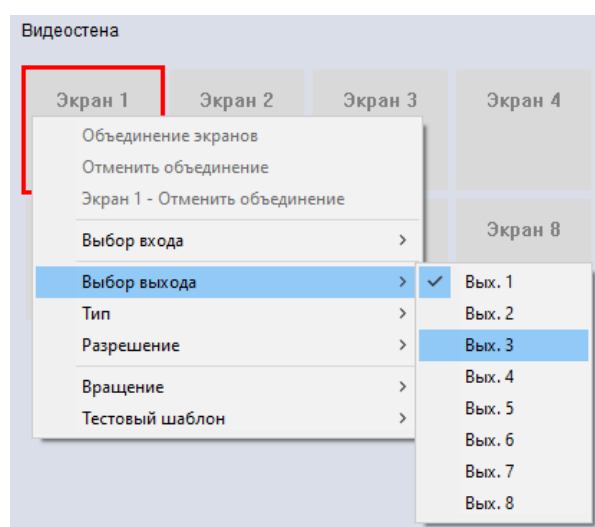 Видеостена
Экран 1 Экран 2 Экран 3 Экран 4
Объединение экранов
Отменить объединение
Экран 1 - Отменить объединение
Выбор входа
Экран 8
Выбор выхода
Тип
Разрешение
Вращение
Тестовый шаблон
Вых. 1
Вых. 2
Вых. 3
Вых. 4
Вых. 5
Вых. 6
Вых. 7
Вых. 8